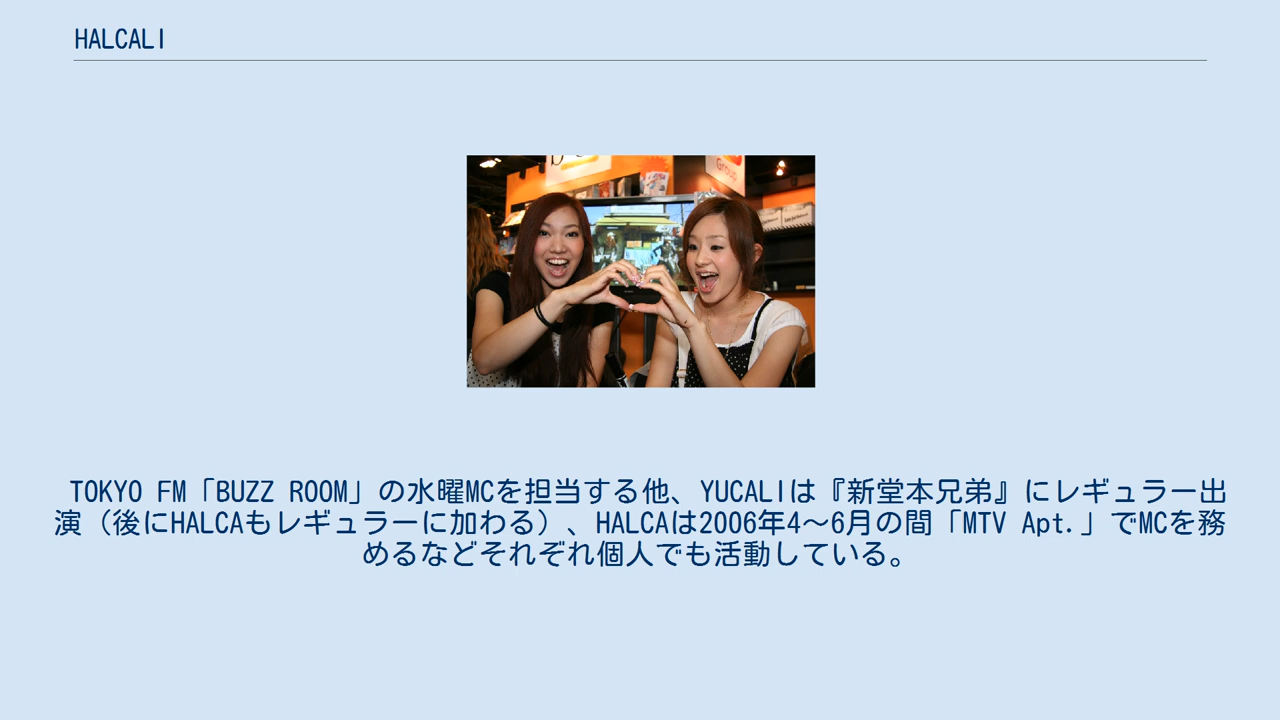 HALCALI
Group
TOKYO FM「BUZZ ROOM」の水曜MCを担当する他、YUCALIは『新堂本兄弟』にレギュラー出
演（後にHALCAもレギュラーに加わる）、HALCAは2006年4～6月の間「MTV Apt.」でMCを務
めるなどそれぞれ個人でも活動している。